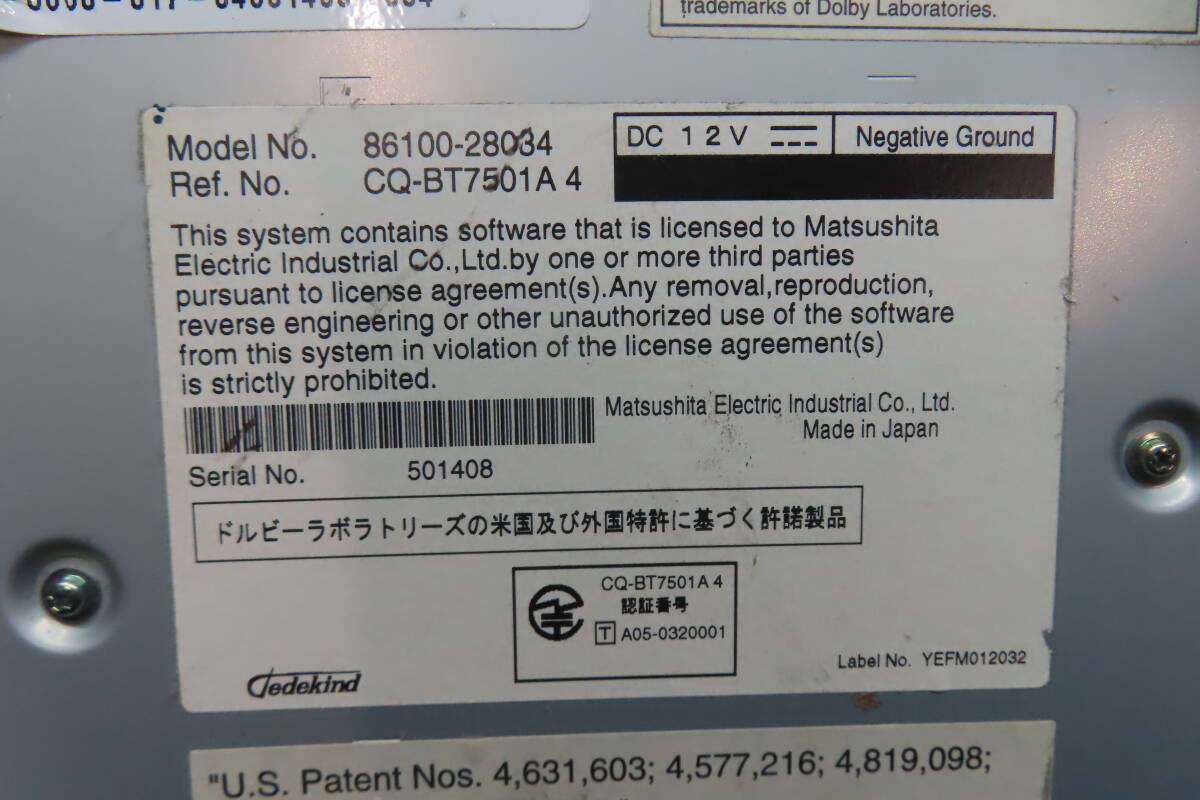 trademarks of Dolby Laboratories.
Model No. 86100-28034
Ref. No. CQ-BT7501A 4
DC 12V Negative Ground
This system contains software that is licensed to Matsushita
Electric Industrial Co.,Ltd.by one or more third parties
pursuant to license agreement(s).Any removal,reproduction,
reverse engineering or other unauthorized use of the software
from this system in violation of the license agreement(s)
is strictly prohibited.
Matsushita Electric Industrial Co., Ltd.
Made in Japan
Serial No. 501408
ドルビーラボラトリーズの米国及び外国特許に基づく許諾製品
CQ-BT7501A 4
認証番号
T A05-0320001
Dedekind
Label No. YEFM012032
"U.S. Patent Nos. 4,631,603; 4,577,216; 4,819,098;